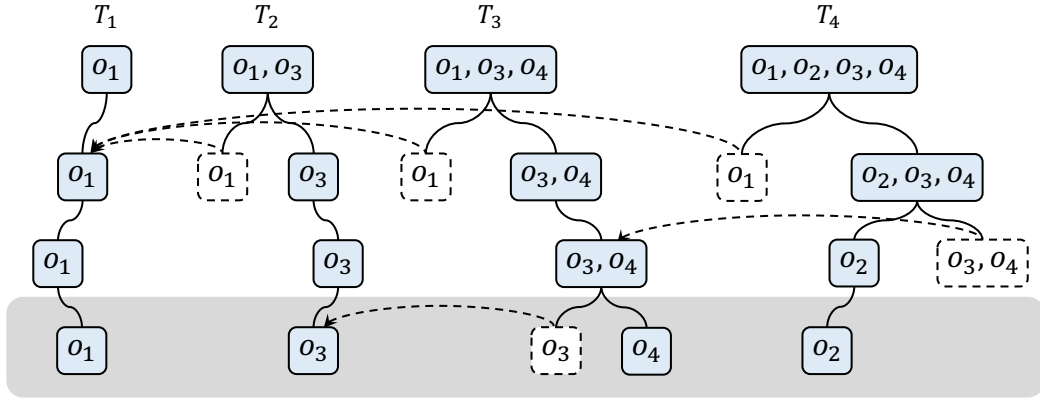 T₁ T₂ T₃ T₄
o₁ o₁, o₃ o₁, o₃, o₄ o₁, o₂, o₃, o₄
o₁ o₁ o₃ o₁ o₃, o₄ o₁ o₂, o₃, o₄
o₁ o₃ o₃, o₄ o₂ o₃, o₄
o₁ o₃ o₃ o₄ o₂